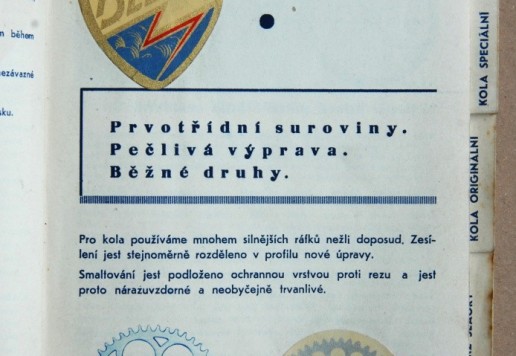 během
nezávazné
Prvotřídní suroviny.
Pečlivá výprava.
Běžné druhy.
Pro kola používáme mnohem silnějších ráfků nežli doposud. Zesí-
lení jest stejnoměrně rozděleno v profilu nové úpravy.
Smaltování jest podloženo ochrannou vrstvou proti rezu a jest
proto nárazuvzdorné a neobyčejně trvanlivé.
KOLA SPECIÁLNÍ
KOLA ORIGINÁLNÍ